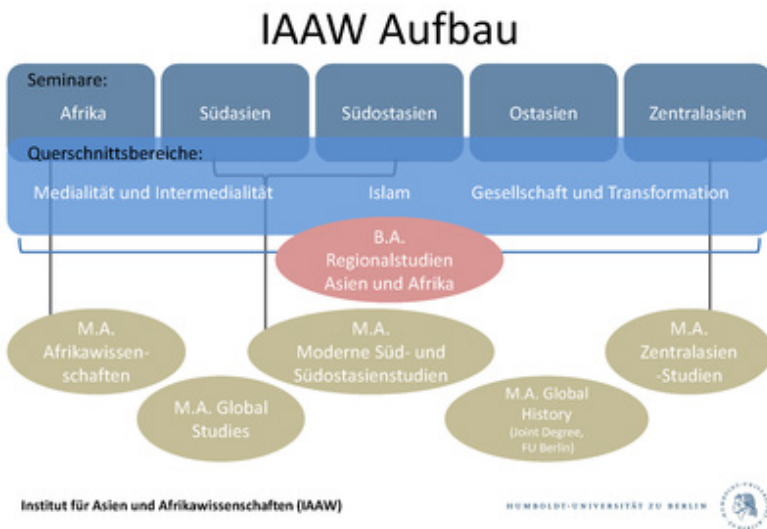 IAAW Aufbau
Seminare:
Afrika
Südasien
Südostasien
Ostasien
Zentralasien
Querschnittsbereiche:
Medialität und Intermedialität
Islam
Gesellschaft und Transformation
B.A.
Regionalstudien
Asien und Afrika
M.A.
Afrikawissen-
schaften
M.A.
Moderne Süd- und
Südostasienstudien
M.A.
Zentralasien
-Studien
M.A. Global
Studies
M.A. Global
History
(Joint Degree,
FU Berlin)
Institut für Asien und Afrikawissenschaften (IAAW)
HUMBOLDT-UNIVERSITÄT ZU BERLIN